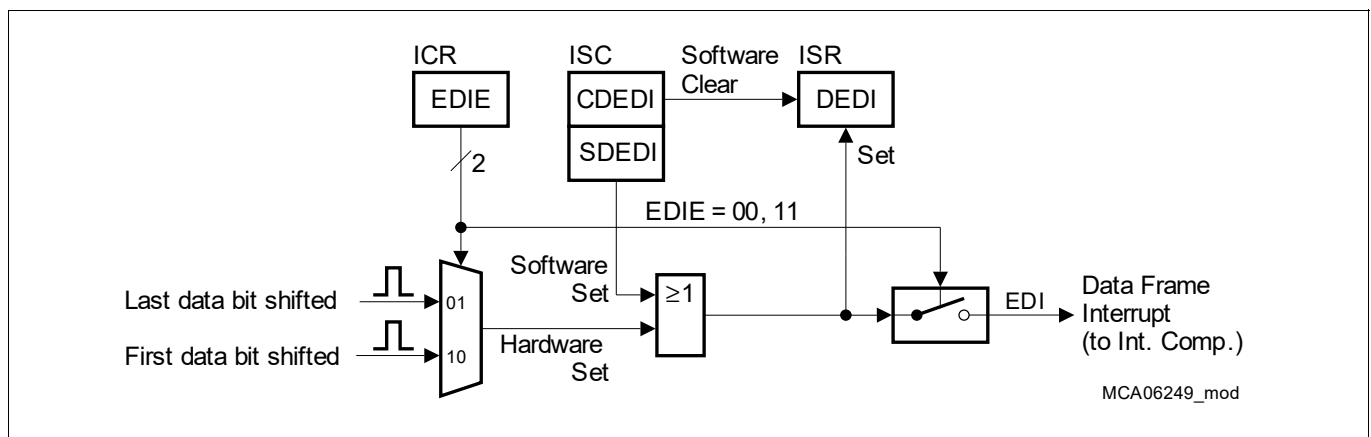 ICR
ISC
Software
Clear
ISR
EDIE
CDEDI
DEDI
SDEDI
2
Set
EDIE = 00, 11
Software
Set
≥1
Last data bit shifted
01
First data bit shifted
10
Hardware
Set
EDI
Data Frame
Interrupt
(to Int. Comp.)
MCA06249_mod